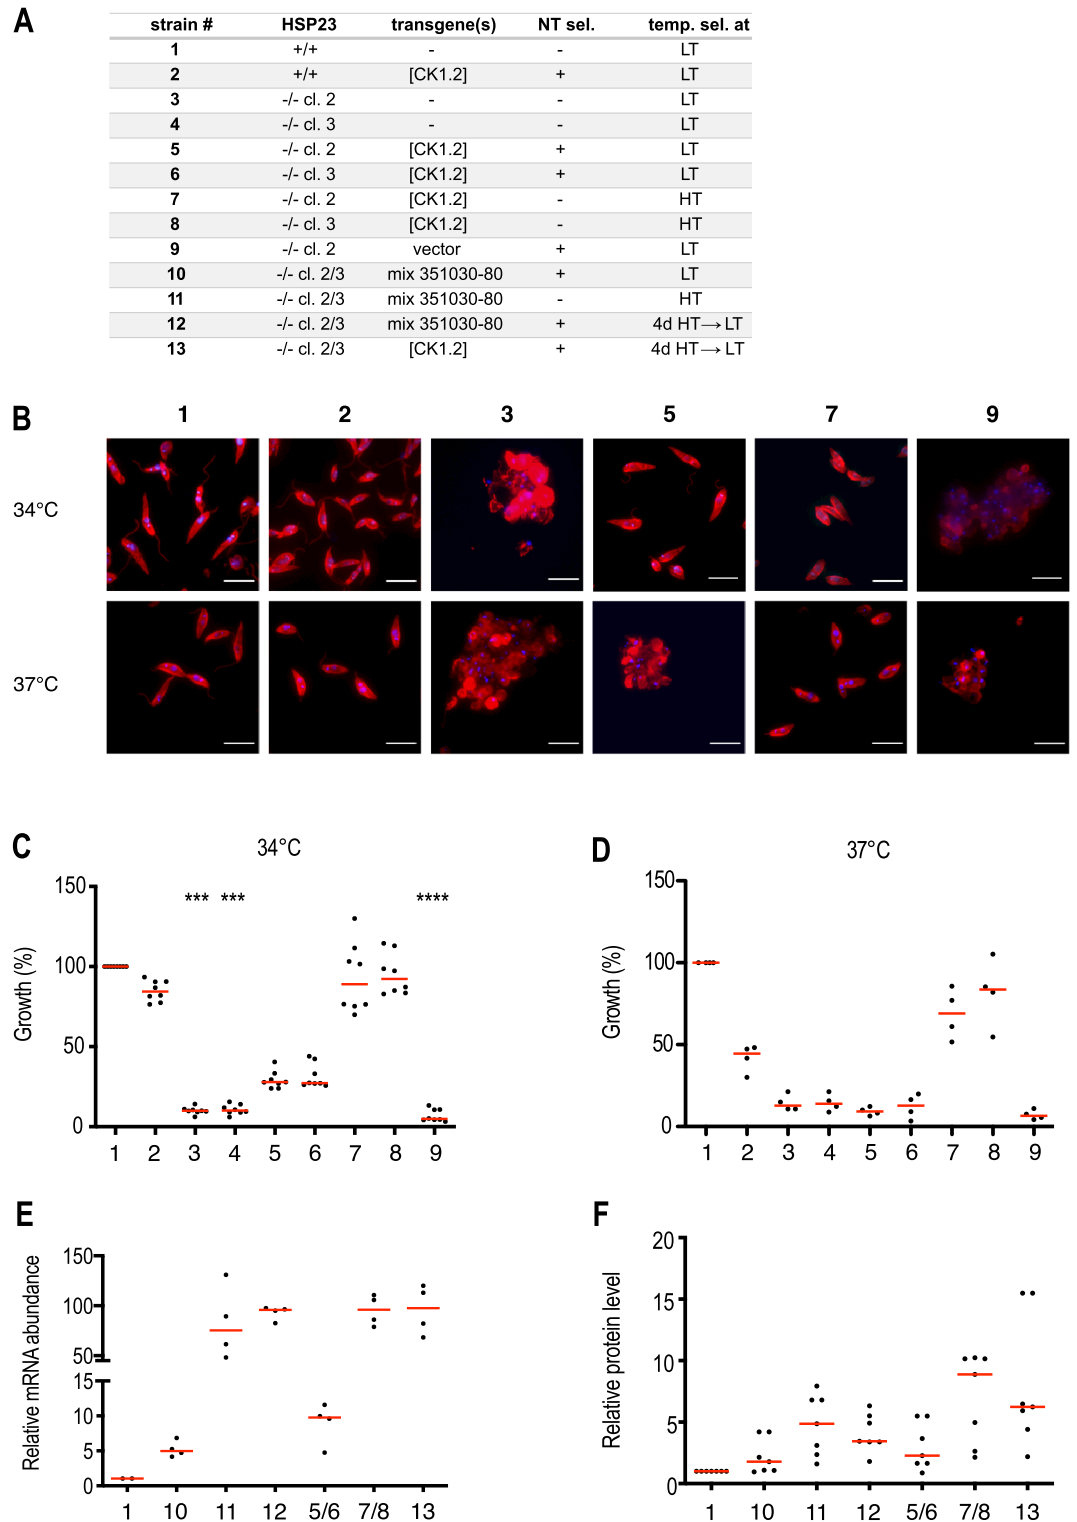 A
strain # HSP23 transgene(s) NT sel. temp. sel. at
1 +/+ - - LT
2 +/+ [CK1.2] + LT
3 -/- cl. 2 - - LT
4 -/- cl. 3 - - LT
5 -/- cl. 2 [CK1.2] + LT
6 -/- cl. 3 [CK1.2] + LT
7 -/- cl. 2 [CK1.2] - HT
8 -/- cl. 3 [CK1.2] - HT
9 -/- cl. 2 vector + LT
10 -/- cl. 2/3 mix 351030-80 + LT
11 -/- cl. 2/3 mix 351030-80 - HT
12 -/- cl. 2/3 mix 351030-80 + 4d HT→LT
13 -/- cl. 2/3 [CK1.2] + 4d HT→LT
B 1 2 3 5 7 9
34°C
37°C
C
34°C
150
*** *** ****
100
50
0
Growth (%)
1 2 3 4 5 6 7 8 9
D
37°C
150
100
50
0
Growth (%)
1 2 3 4 5 6 7 8 9
E
150
100
50
15
10
5
0
Relative mRNA abundance
1 10 11 12 5/6 7/8 13
F
20
15
10
5
0
Relative protein level
1 10 11 12 5/6 7/8 13